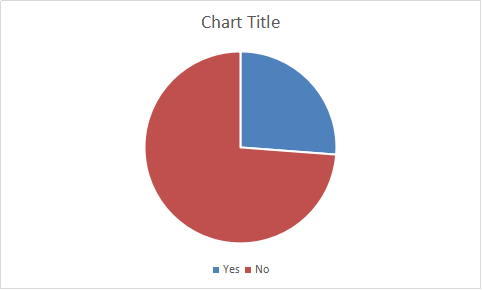 Chart Title
Yes No